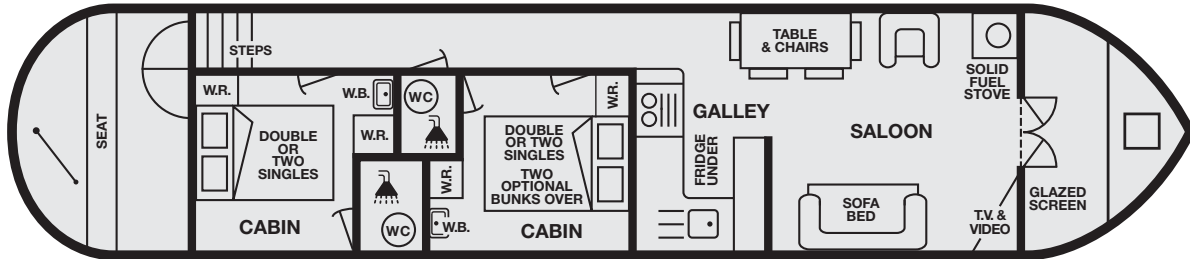 SEAT
STEPS
W.R.
DOUBLE
OR
TWO
SINGLES
CABIN
W.B.
W.R.
WC
WC
W.R.
W.B.
DOUBLE
OR TWO
SINGLES
TWO
OPTIONAL
BUNKS OVER
CABIN
W.R.
GALLEY
FRIDGE
UNDER
TABLE
& CHAIRS
SALOON
SOFA
BED
SOLID
FUEL
STOVE
T.V. &
VIDEO
GLAZED
SCREEN